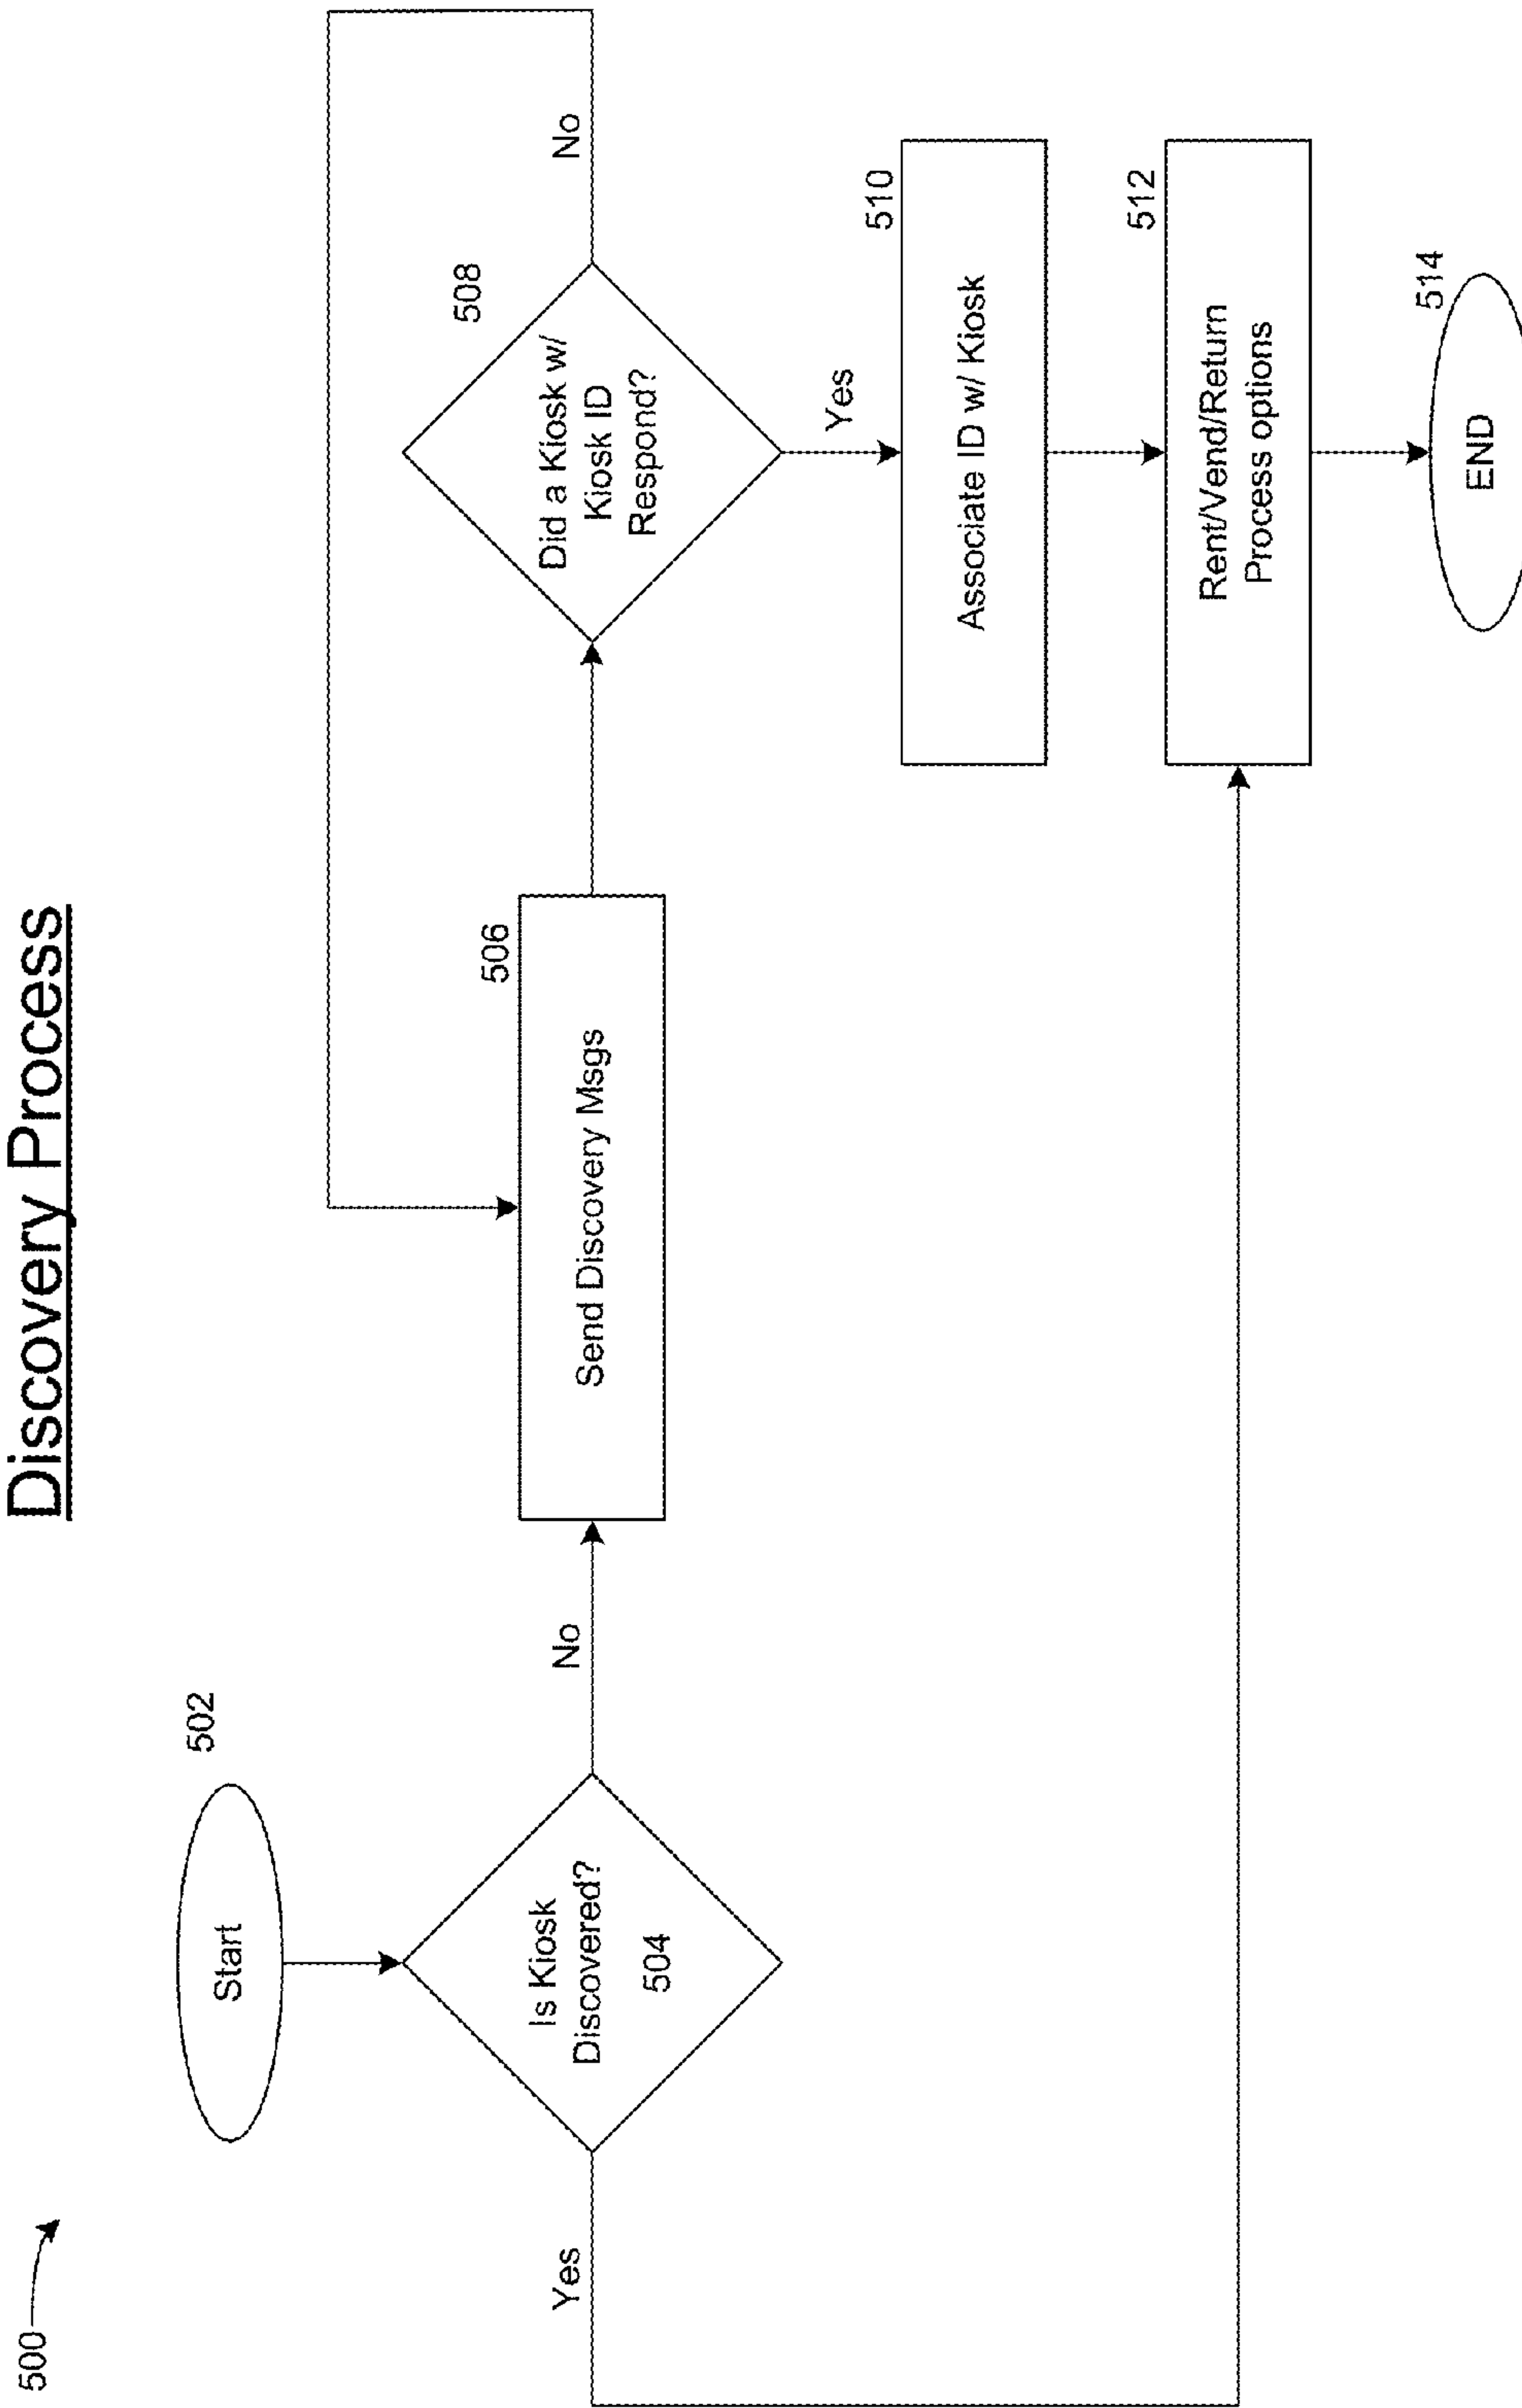 Discovery Process
500
Start
502
Is Kiosk
Discovered?
504
Yes
No
506
Send Discovery Msgs
508
Did a Kiosk w/
Kiosk ID
Respond?
No
Yes
510
Associate ID w/ Kiosk
512
Rent/Vend/Return
Process options
514
END